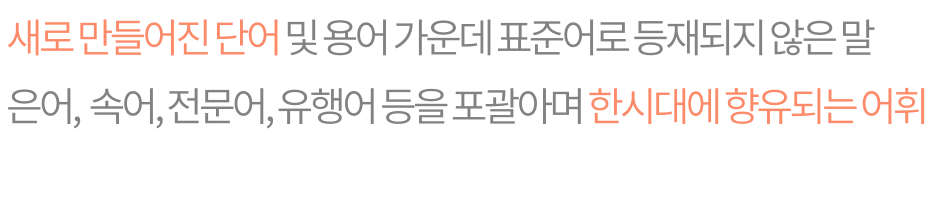 새로 만들어진 단어 및 용어 가운데 표준어로 등재되지 않은 말
은어, 속어, 전문어, 유행어 등을 포괄아며 한시대에 향유되는 어휘